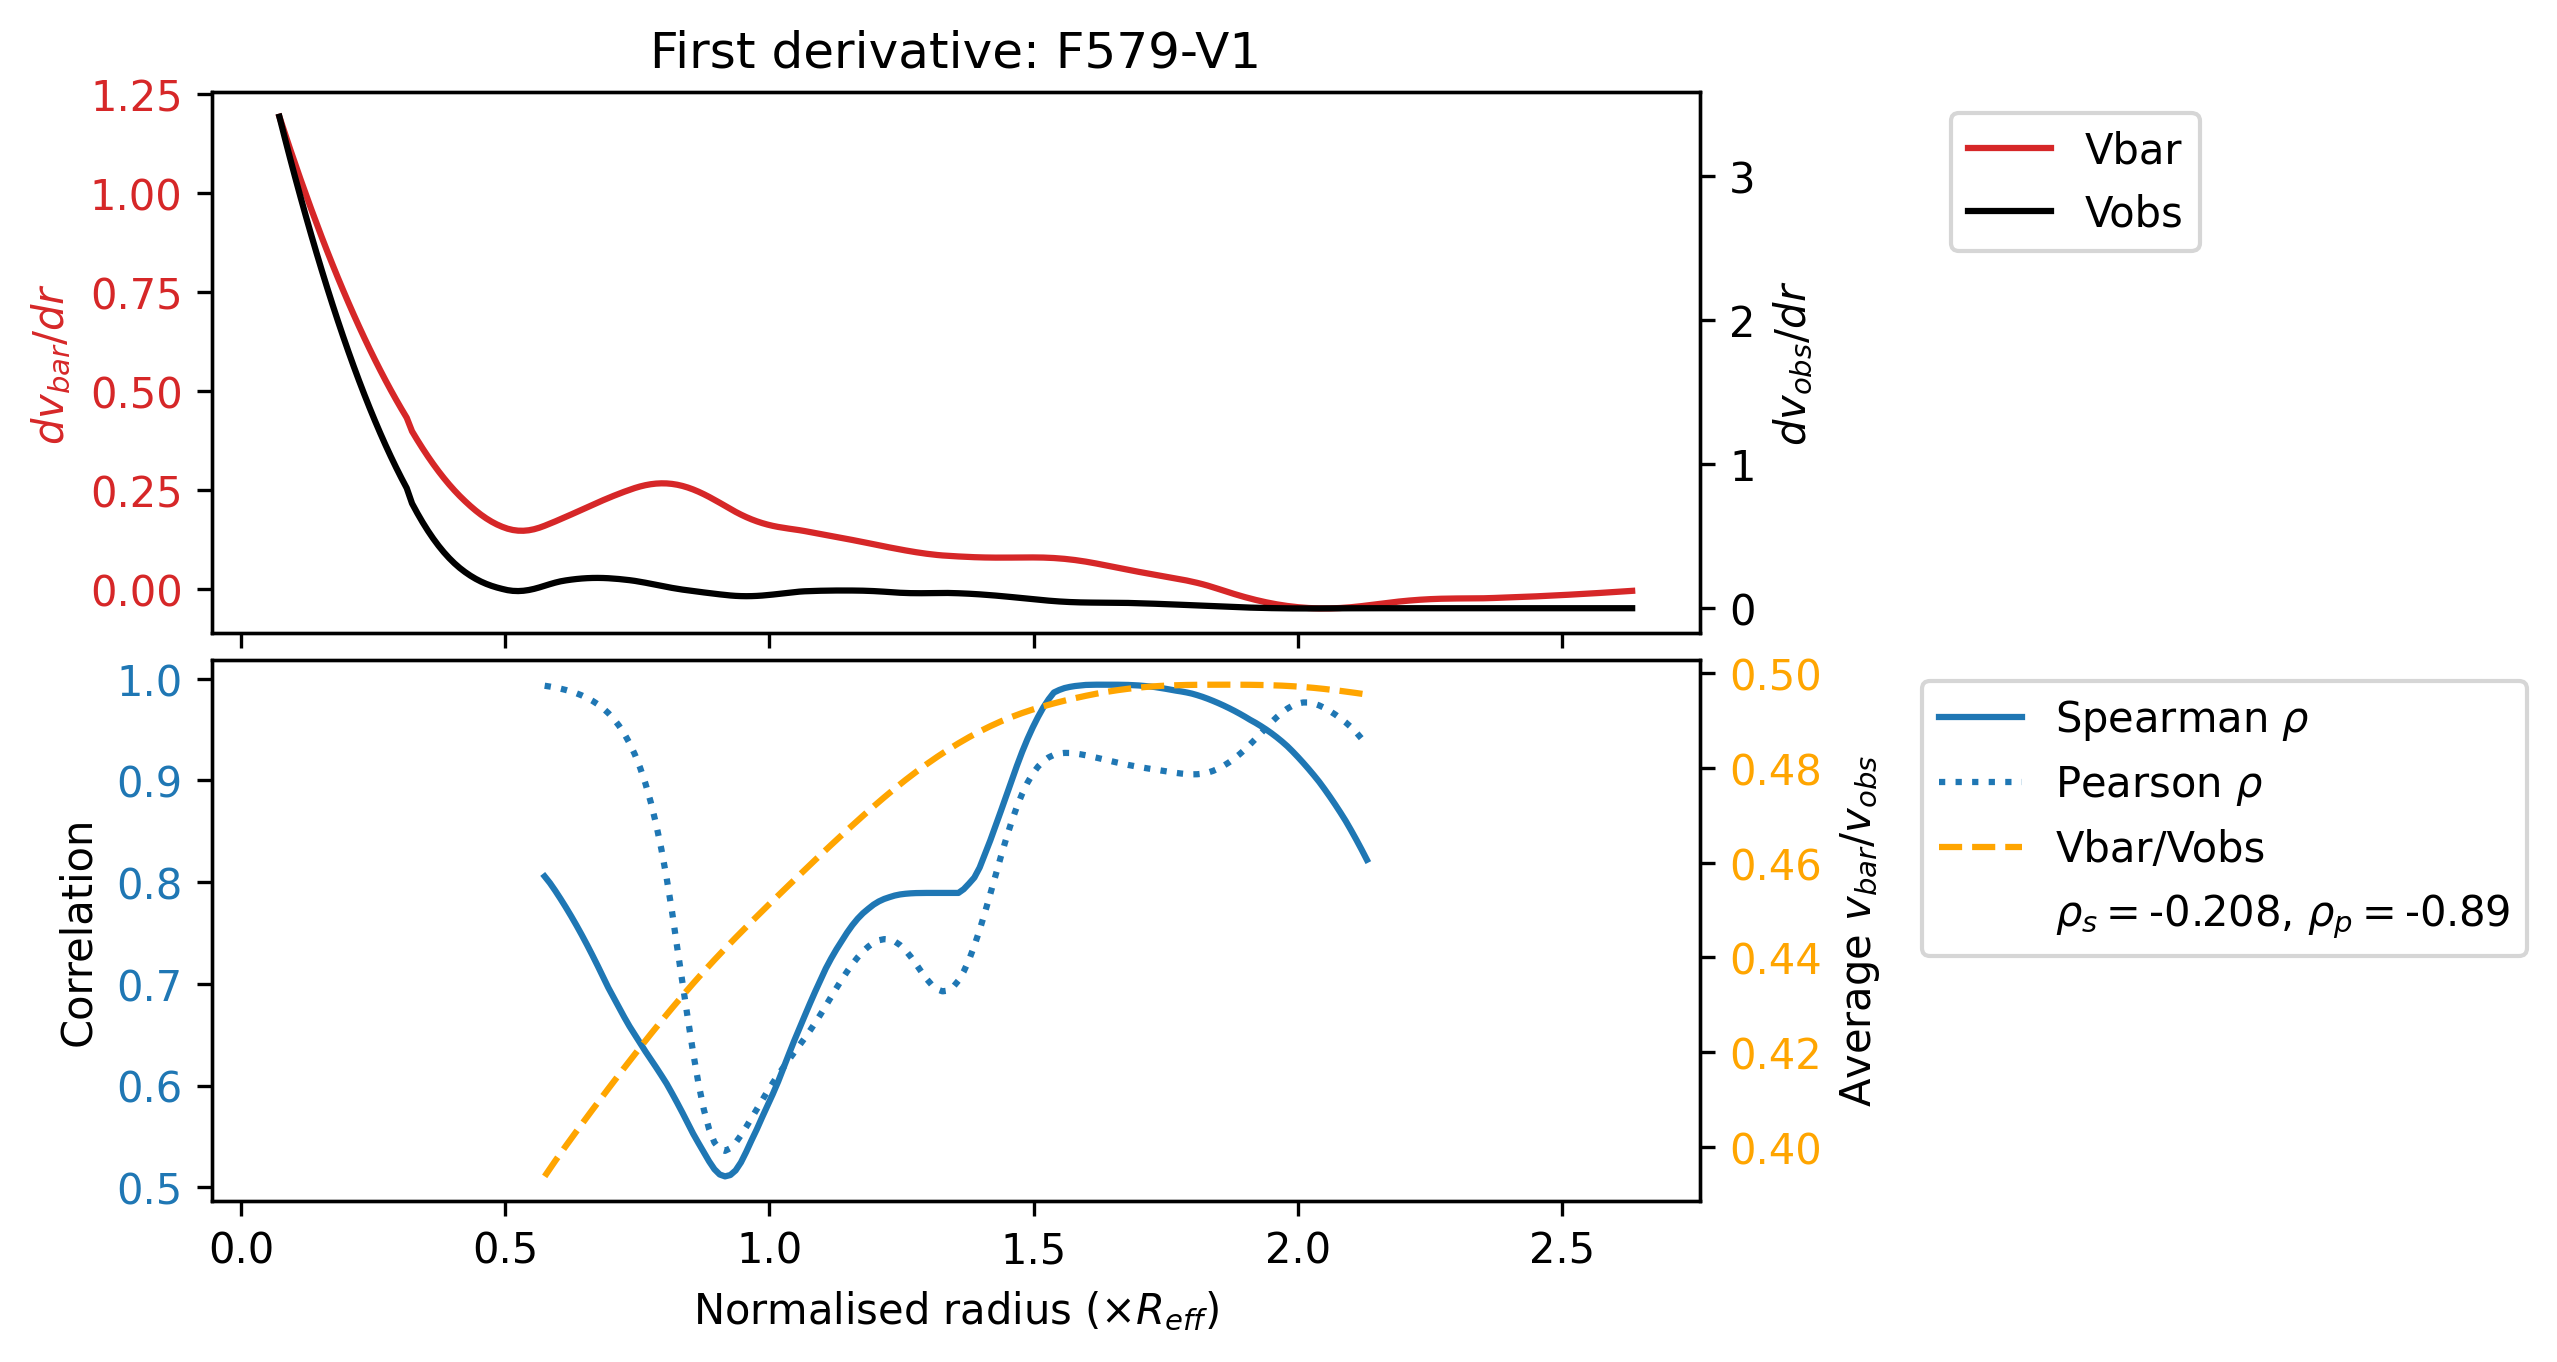 First derivative: F579-V1
1.25
1.00
0.75
0.50
0.25
0.00
dv_bar/dr
3
2
1
0
dv_obs/dr
Vbar
Vobs
1.0
0.9
0.8
0.7
0.6
0.5
Correlation
0.50
0.48
0.46
0.44
0.42
0.40
Average v_bar/v_obs
Spearman ρ
Pearson ρ
Vbar/Vobs
ρ_s = -0.208, ρ_p = -0.89
0.0 0.5 1.0 1.5 2.0 2.5
Normalised radius (×R_eff)